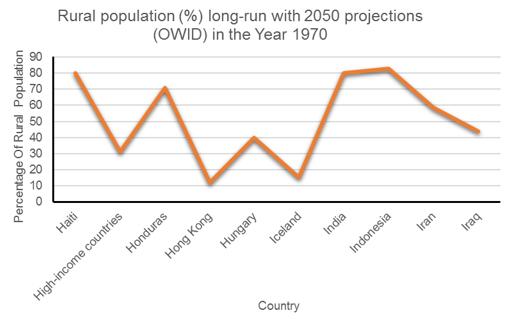 Rural population (%) long-run with 2050 projections
(OWID) in the Year 1970
Percentage Of Rural Population
90
80
70
60
50
40
30
20
10
0
Haiti
High-income countries
Honduras
Hong Kong
Hungary
Iceland
India
Indonesia
Iran
Iraq
Country